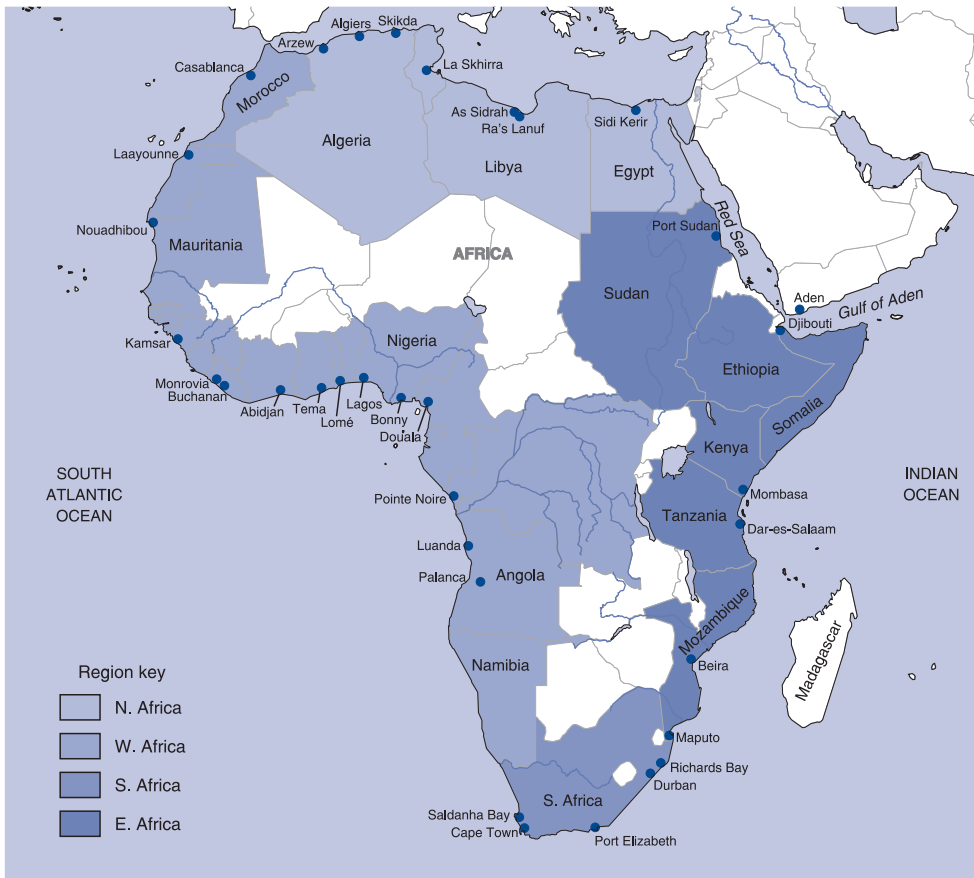 Skikda
Algiers
Arzew
La Skhirra
Casablanca
Morocco
As Sidrah
Ra's Lanuf
Sidi Kerir
Algeria
Libya
Egypt
Laayounne
Red Sea
Nouadhibou
Port Sudan
Mauritania
AFRICA
Sudan
Aden
Gulf of Aden
Djibouti
Kamsar
Nigeria
Ethiopia
Monrovia
Buchanan
Abidjan
Tema
Lomé
Lagos
Bonny
Douala
Somalia
Kenya
SOUTH
ATLANTIC
OCEAN
INDIAN
OCEAN
Pointe Noire
Mombasa
Tanzania
Dar-es-Salaam
Luanda
Palanca
Angola
Mozambique
Madagascar
Namibia
Beira
Region key
N. Africa
W. Africa
S. Africa
E. Africa
Maputo
Richards Bay
Durban
S. Africa
Saldanha Bay
Cape Town
Port Elizabeth